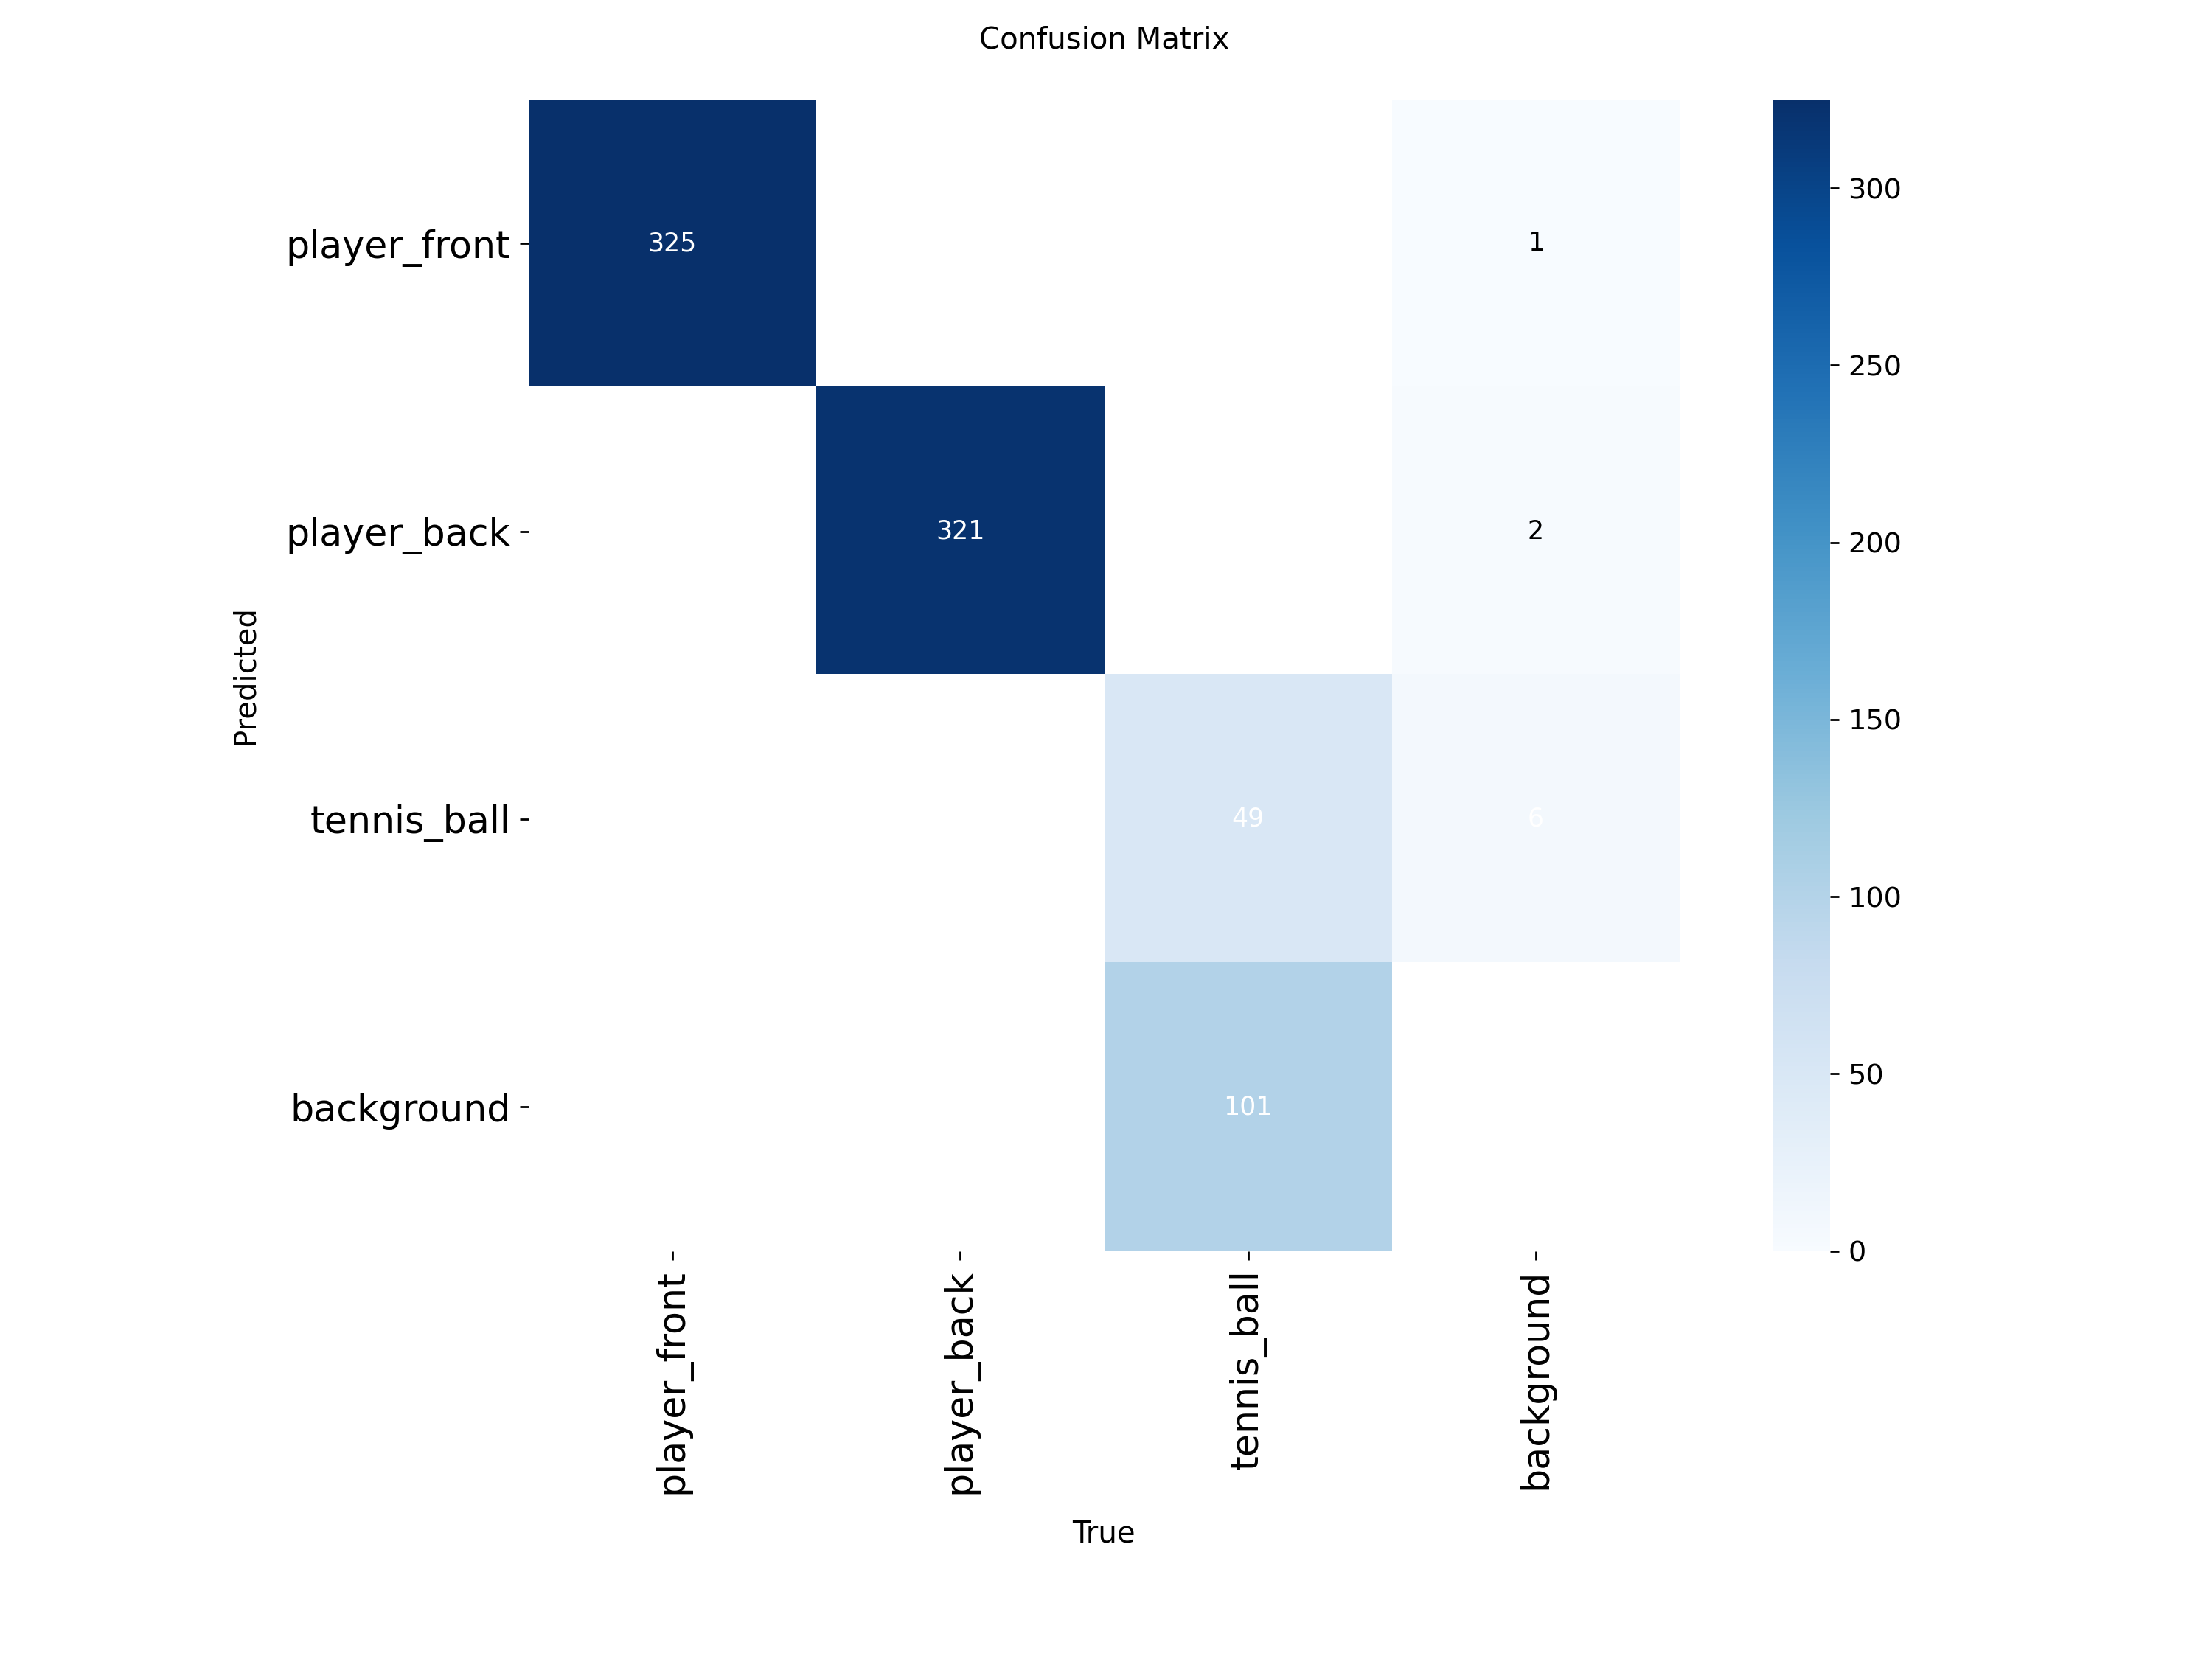 Confusion Matrix
player_front
325
1
300
250
player_back
321
2
200
Predicted
150
tennis_ball
49
6
100
50
background
101
0
player_front
player_back
tennis_ball
background
True